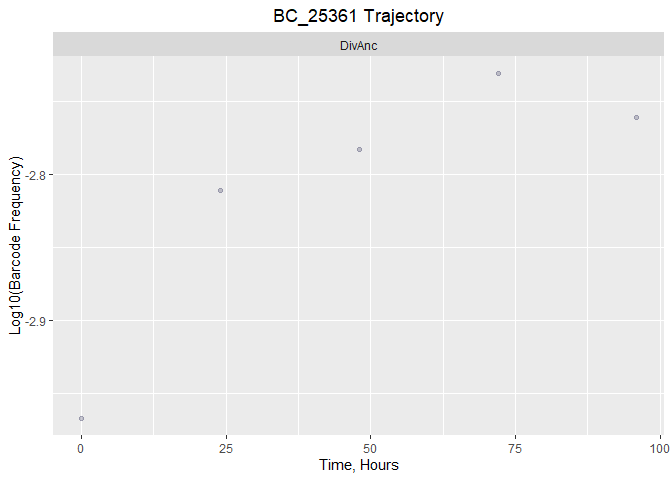 BC_25361 Trajectory
DivAnc
Log10(Barcode Frequency)
-2.8
-2.9
0 25 50 75 100
Time, Hours